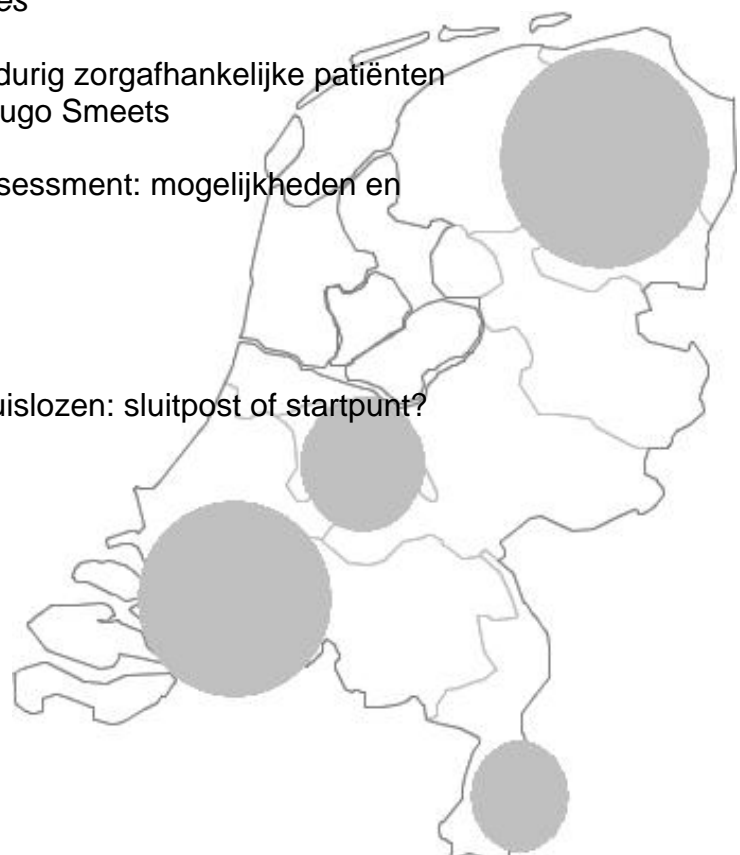 es
durig zorgafhankelijke patiënten
ugo Smeets
sessment: mogelijkheden en
uislozen: sluitpost of startpunt?